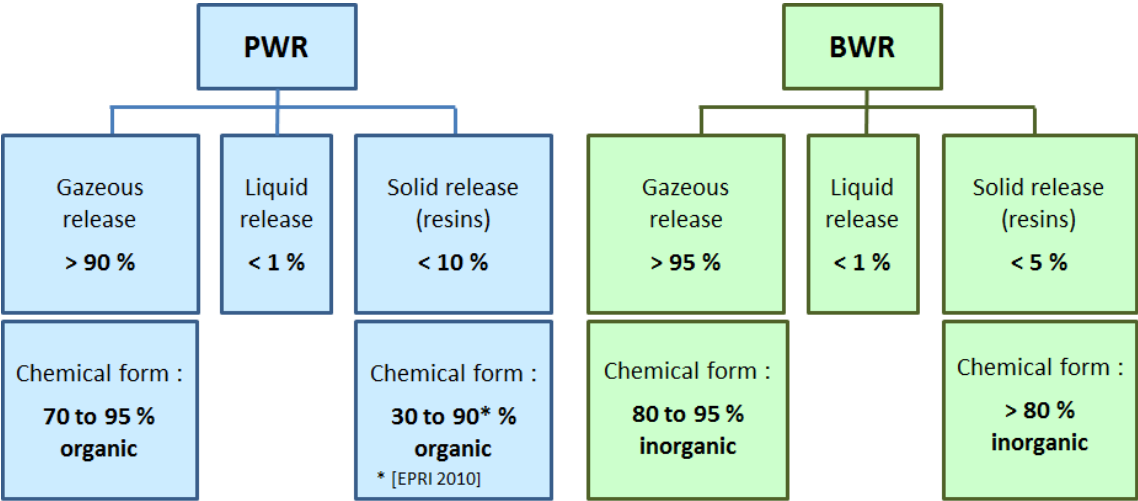 PWR
Gazeous
release
> 90 %
Liquid
release
< 1 %
Solid release
(resins)
< 10 %
Chemical form :
70 to 95 %
organic
Chemical form :
30 to 90* %
organic
* [EPRI 2010]
BWR
Gazeous
release
> 95 %
Liquid
release
< 1 %
Solid release
(resins)
< 5 %
Chemical form :
80 to 95 %
inorganic
Chemical form :
> 80 %
inorganic